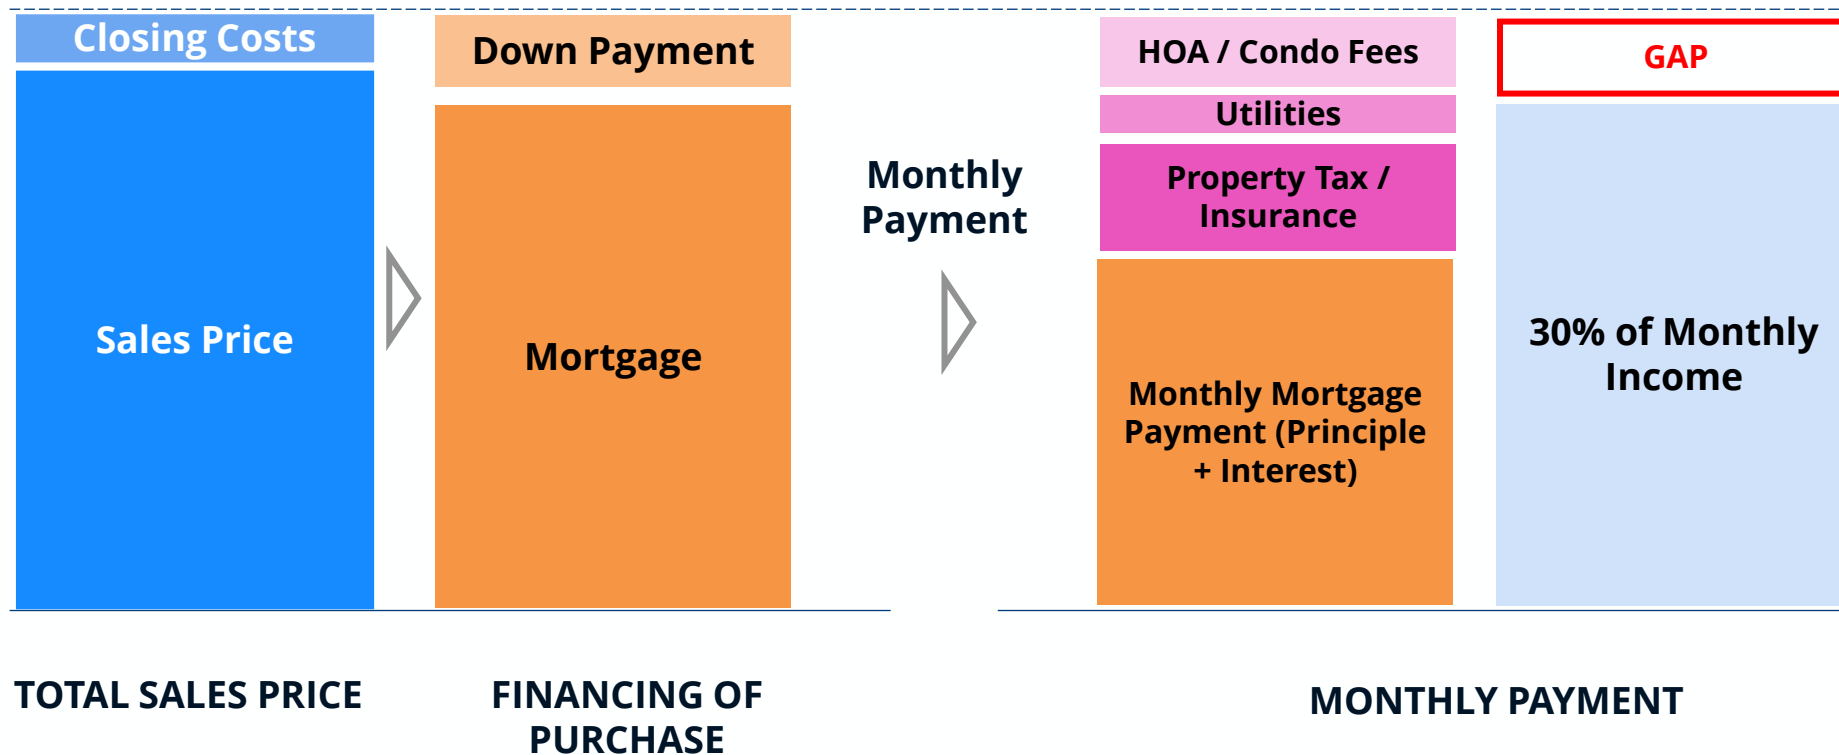 Closing Costs
Sales Price
Down Payment
Mortgage
Monthly
Payment
HOA / Condo Fees
Utilities
Property Tax /
Insurance
Monthly Mortgage
Payment (Principle
+ Interest)
GAP
30% of Monthly
Income
TOTAL SALES PRICE
FINANCING OF
PURCHASE
MONTHLY PAYMENT